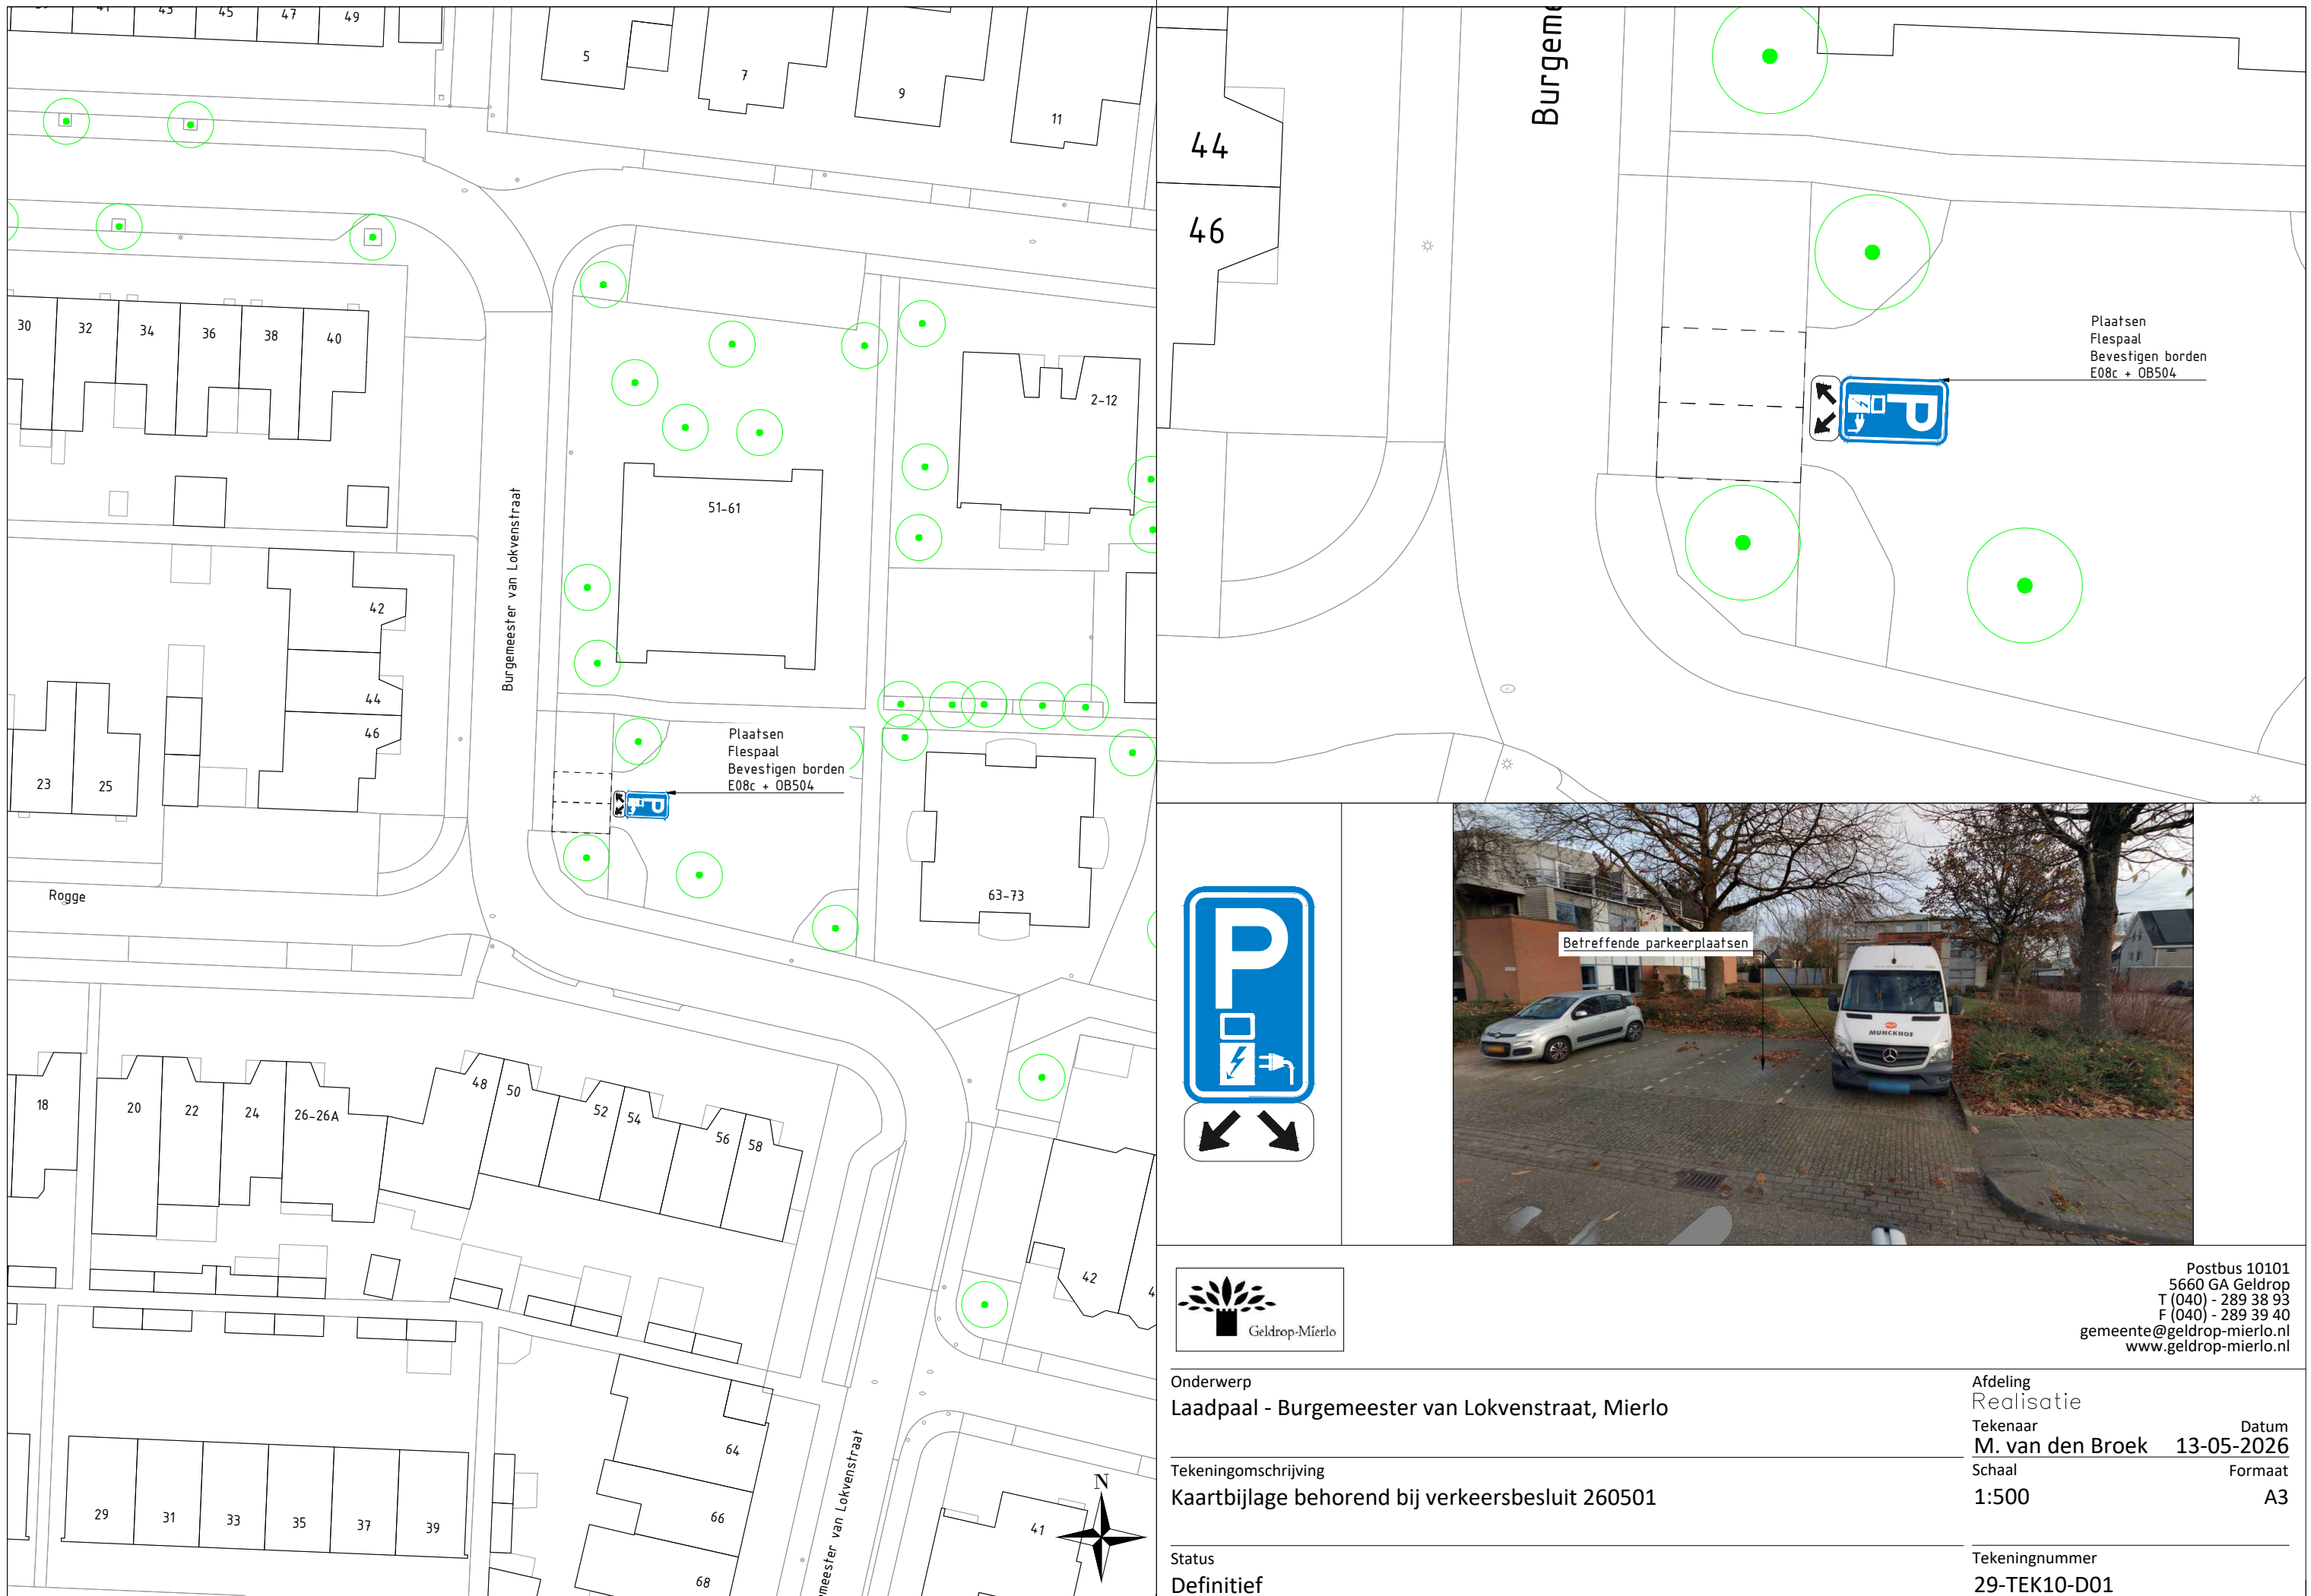 41
43
45
47
49
5
7
9
11
30
32
34
36
38
40
2-12
51-61
Burgemeester van Lokvenstraat
42
44
46
23
25
Plaatsen
Flespaal
Bevestigen borden
E08c + OB504
63-73
Rogge
18
20
22
24
26-26A
48
50
52
54
56
58
42
29
31
33
35
37
39
64
66
68
41
meester van Lokvenstraat
N
Burgeme
44
46
Plaatsen
Flespaal
Bevestigen borden
E08c + OB504
P
P
P
Betreffende parkeerplaatsen
MUNCKHOF
Geldrop-Mierlo
Postbus 10101
5660 GA Geldrop
T (040) - 289 38 93
F (040) - 289 39 40
gemeente@geldrop-mierlo.nl
www.geldrop-mierlo.nl
Onderwerp
Laadpaal - Burgemeester van Lokvenstraat, Mierlo
Afdeling
Realisatie
Tekenaar Datum
M. van den Broek 13-05-2026
Tekeningomschrijving
Kaartbijlage behorend bij verkeersbesluit 260501
Schaal Formaat
1:500 A3
Status
Definitief
Tekeningnummer
29-TEK10-D01